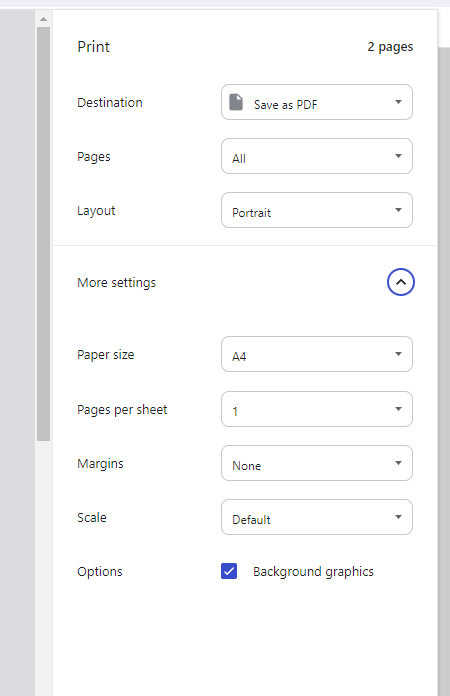 Print 2 pages
Destination Save as PDF
Pages All
Layout Portrait
More settings
Paper size A4
Pages per sheet 1
Margins None
Scale Default
Options Background graphics